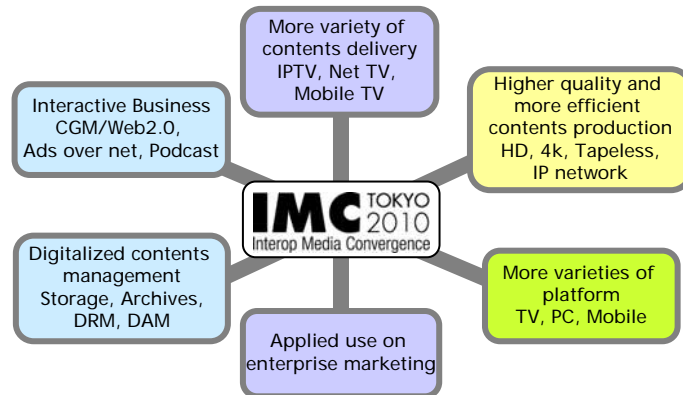 More variety of
contents delivery
IPTV, Net TV,
Mobile TV
Interactive Business
CGM/Web2.0,
Ads over net, Podcast
Higher quality and
more efficient
contents production
HD, 4k, Tapeless,
IP network
IMC TOKYO
2010
Interop Media Convergence
Digitalized contents
management
Storage, Archives,
DRM, DAM
More varieties of
platform
TV, PC, Mobile
Applied use on
enterprise marketing